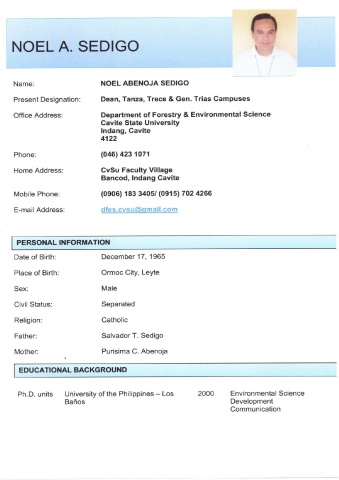 NOEL A. SEDIGO
Name: NOEL ABENOJA SEDIGO
Present Designation: Dean, Tanza, Trece & Gen. Trias Campuses
Office Address: Department of Forestry & Environmental Science
Cavite State University
Indang, Cavite
4122
Phone: (046) 423 1071
Home Address: CvSu Faculty Village
Bancod, Indang Cavite
Mobile Phone: (0906) 183 3405/ (0915) 702 4266
E-mail Address: dfes.cvsu@gmail.com
PERSONAL INFORMATION
Date of Birth: December 17, 1965
Place of Birth: Ormoc City, Leyte
Sex: Male
Civil Status: Separated
Religion: Catholic
Father: Salvador T. Sedigo
Mother: Purisima C. Abenoja
EDUCATIONAL BACKGROUND
Ph.D. units University of the Philippines – Los 2000 Environmental Science
Baños Development
Communication